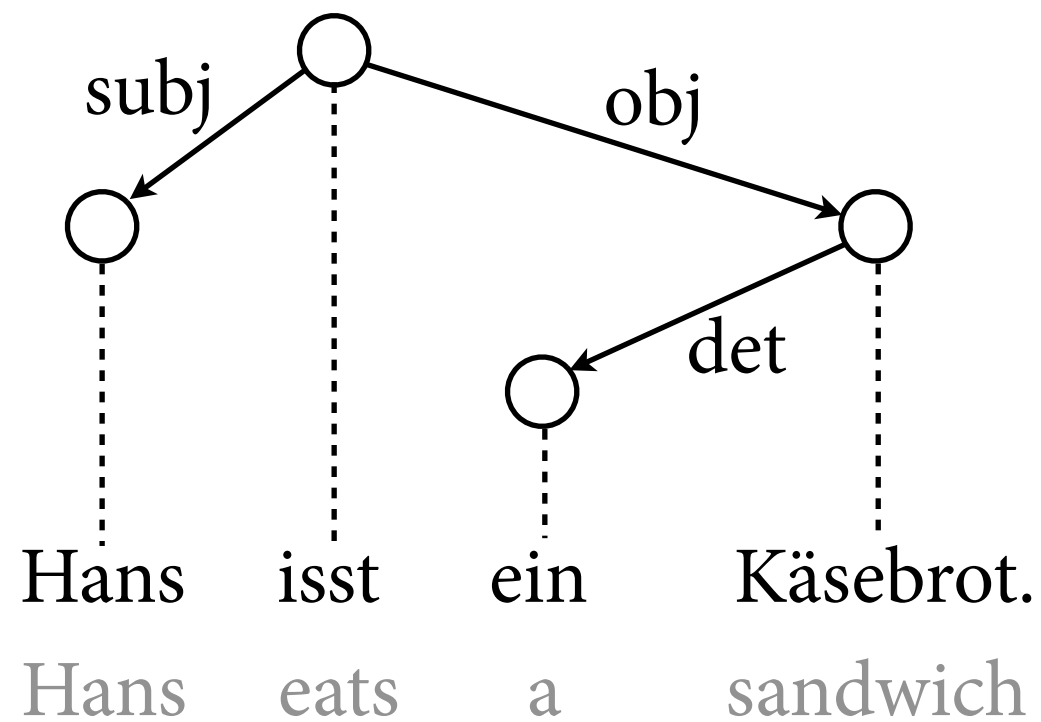 subj obj
det
Hans isst ein Käsebrot.
Hans eats a sandwich